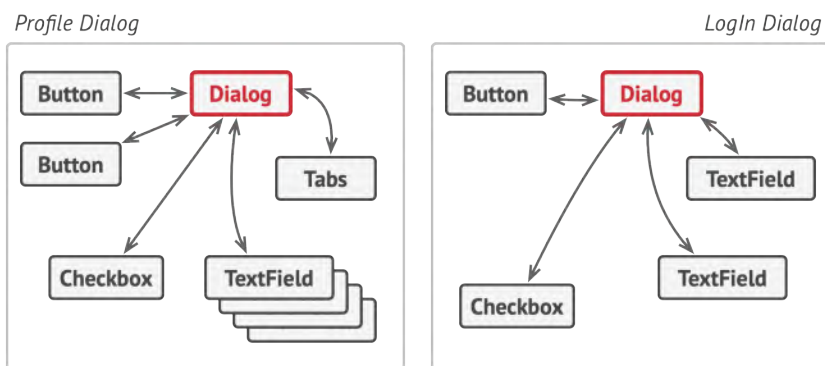 Profile Dialog
LogIn Dialog
Button
Dialog
Button
Tabs
Checkbox
TextField
Button
Dialog
TextField
TextField
Checkbox